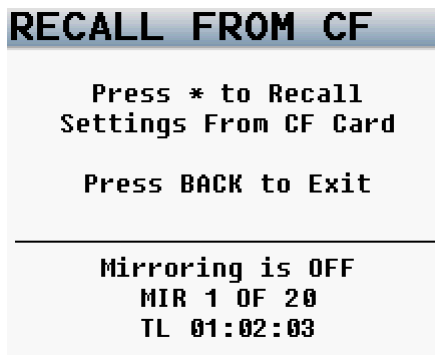 RECALL FROM CF
Press * to Recall
Settings From CF Card
Press BACK to Exit
Mirroring is OFF
MIR 1 OF 20
TL 01:02:03